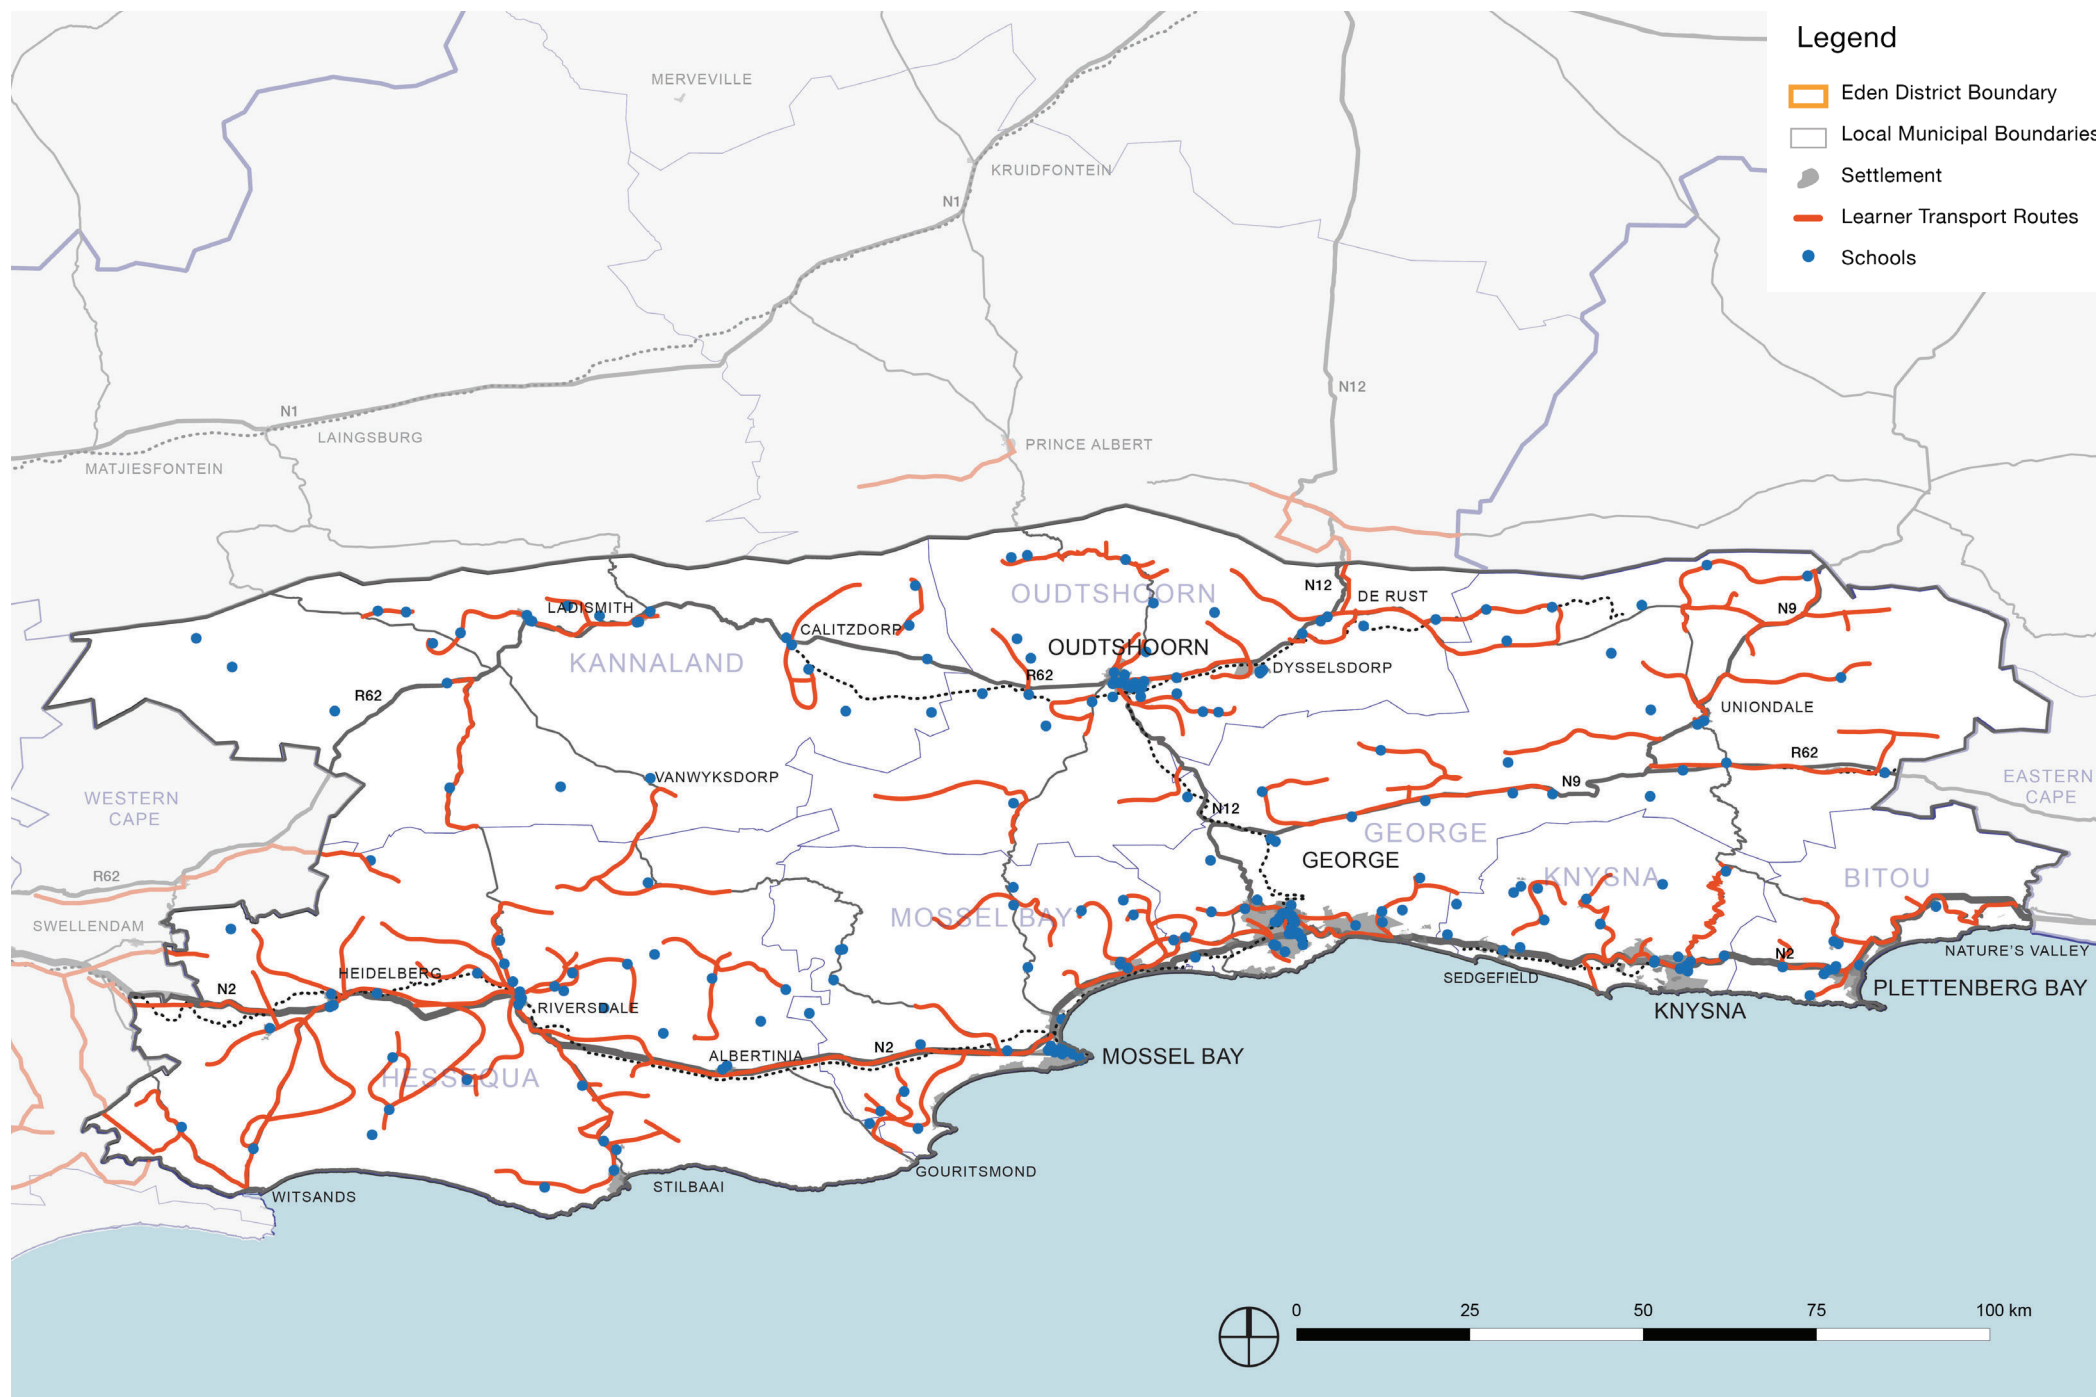 Legend
Eden District Boundary
Local Municipal Boundaries
Settlement
Learner Transport Routes
Schools
MERVEVILLE
KRUIDFONTEIN
N1
N12
N1
LAINGSBURG
MATJIESFONTEIN
PRINCE ALBERT
OUDTSHOORN
N12
DE RUST
N9
LADISMITH
CALITZDORP
OUDTSHOORN
KANNALAND
DYSSELSDORP
R62
R62
UNIONDALE
R62
VANWYKSDORP
N9
EASTERN
CAPE
WESTERN
CAPE
N12
GEORGE
GEORGE
R62
KNYSNA
BITOU
MOSSEL BAY
SWELLENDAM
HEIDELBERG
N2
NATURE'S VALLEY
SEDGEFIELD
N2
PLETTENBERG BAY
RIVERSDALE
KNYSNA
ALBERTINIA
N2
MOSSEL BAY
HESSEQUA
GOURITSMOND
STILBAAI
WITSANDS
0 25 50 75 100 km